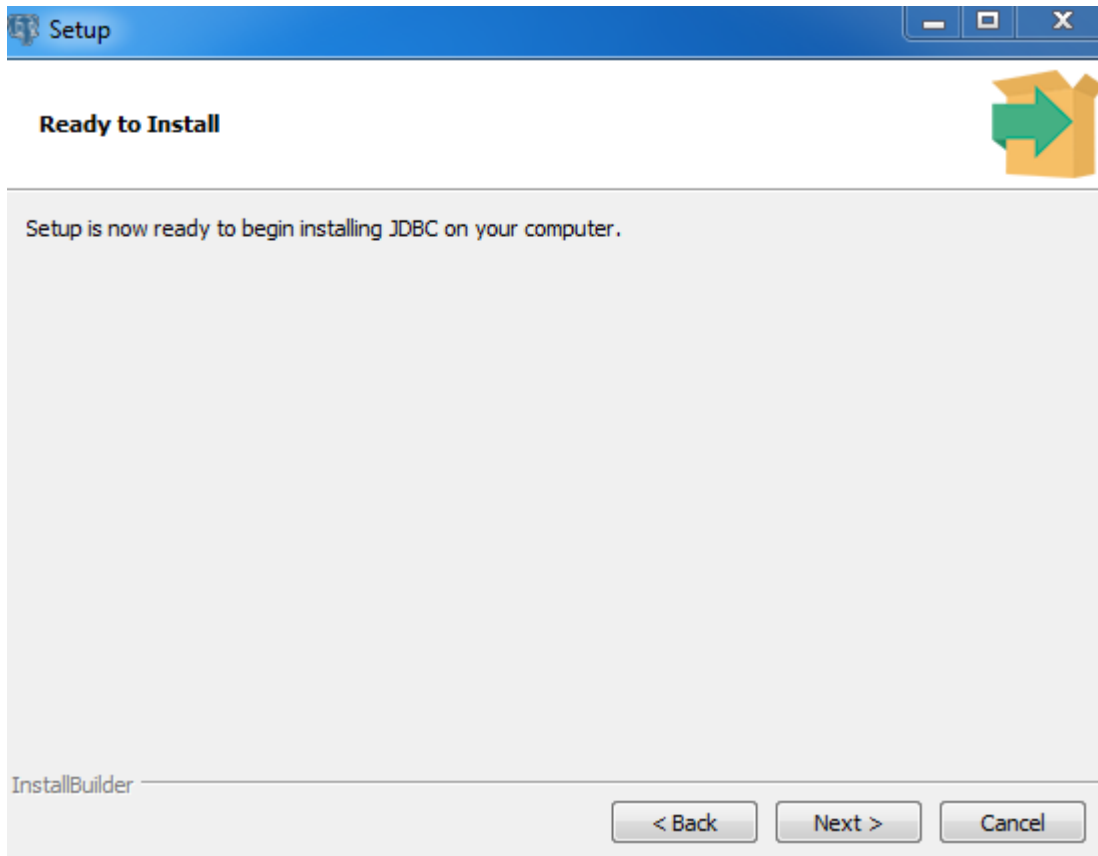 Setup
Ready to Install
Setup is now ready to begin installing JDBC on your computer.
InstallBuilder
< Back
Next >
Cancel